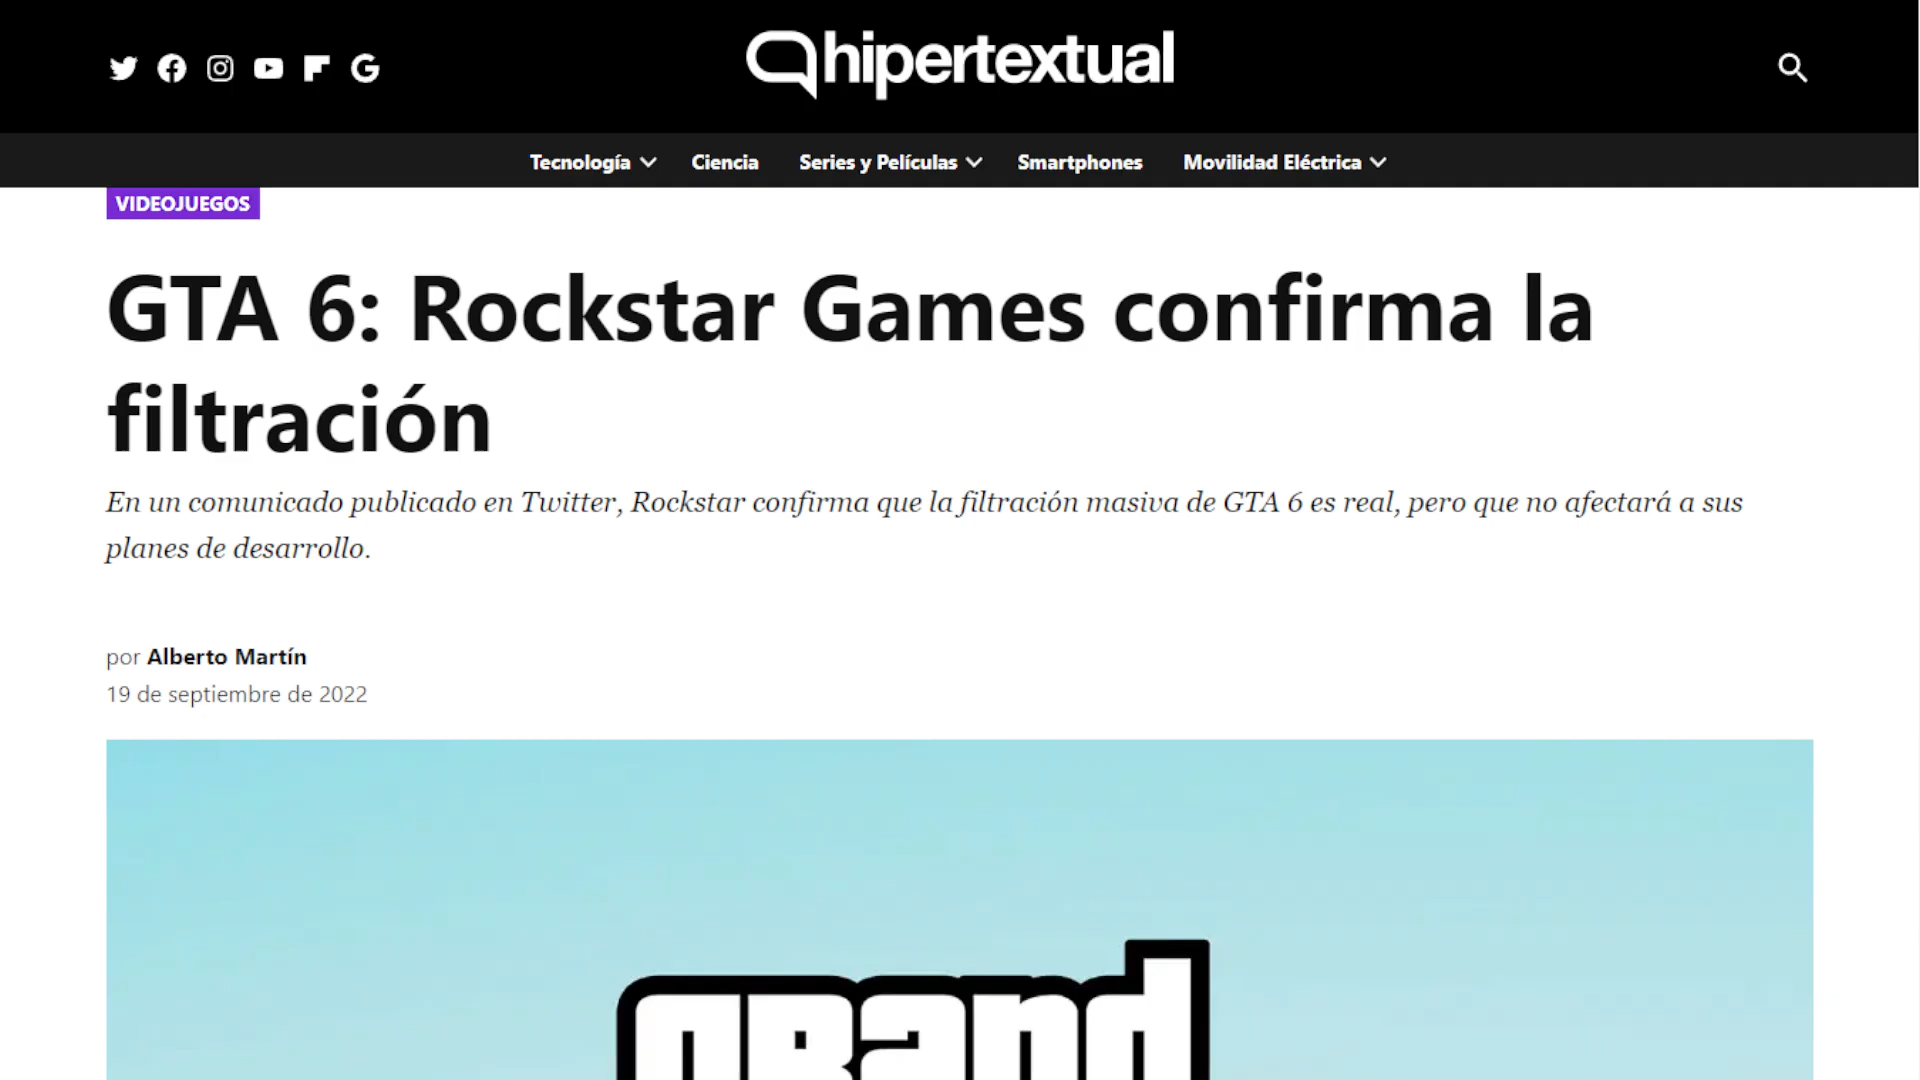 hipertextual
Tecnología
Ciencia
Series y Películas
Smartphones
Movilidad Eléctrica
VIDEOJUEGOS
GTA 6: Rockstar Games confirma la
filtración
En un comunicado publicado en Twitter, Rockstar confirma que la filtración masiva de GTA 6 es real, pero que no afectará a sus
planes de desarrollo.
por Alberto Martín
19 de septiembre de 2022
grand